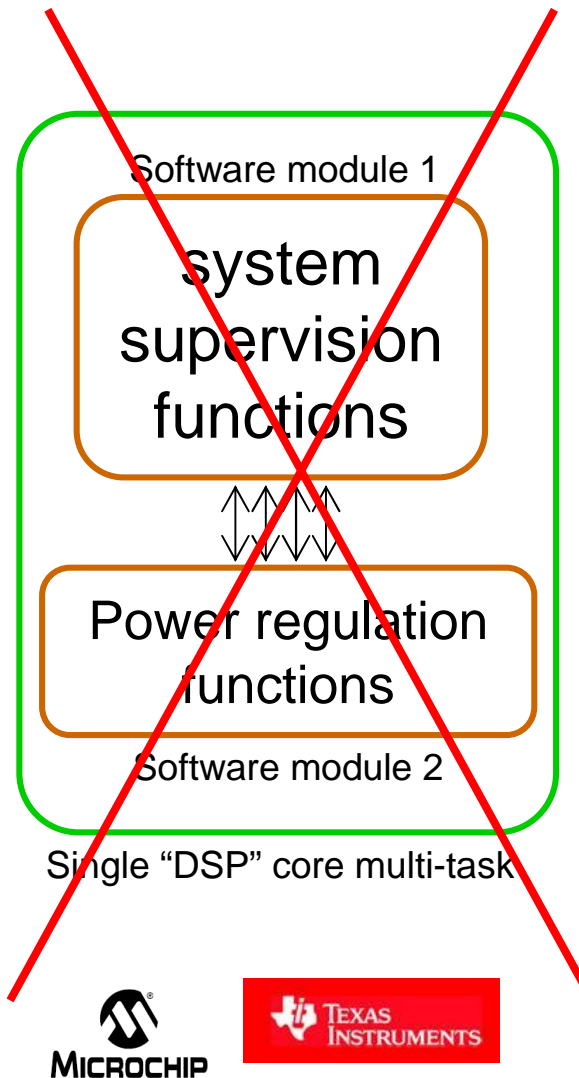 Software module 1
system
supervision
functions
Power regulation
functions
Software module 2
Single “DSP” core multi-task
MICROCHIP
®
TEXAS
INSTRUMENTS